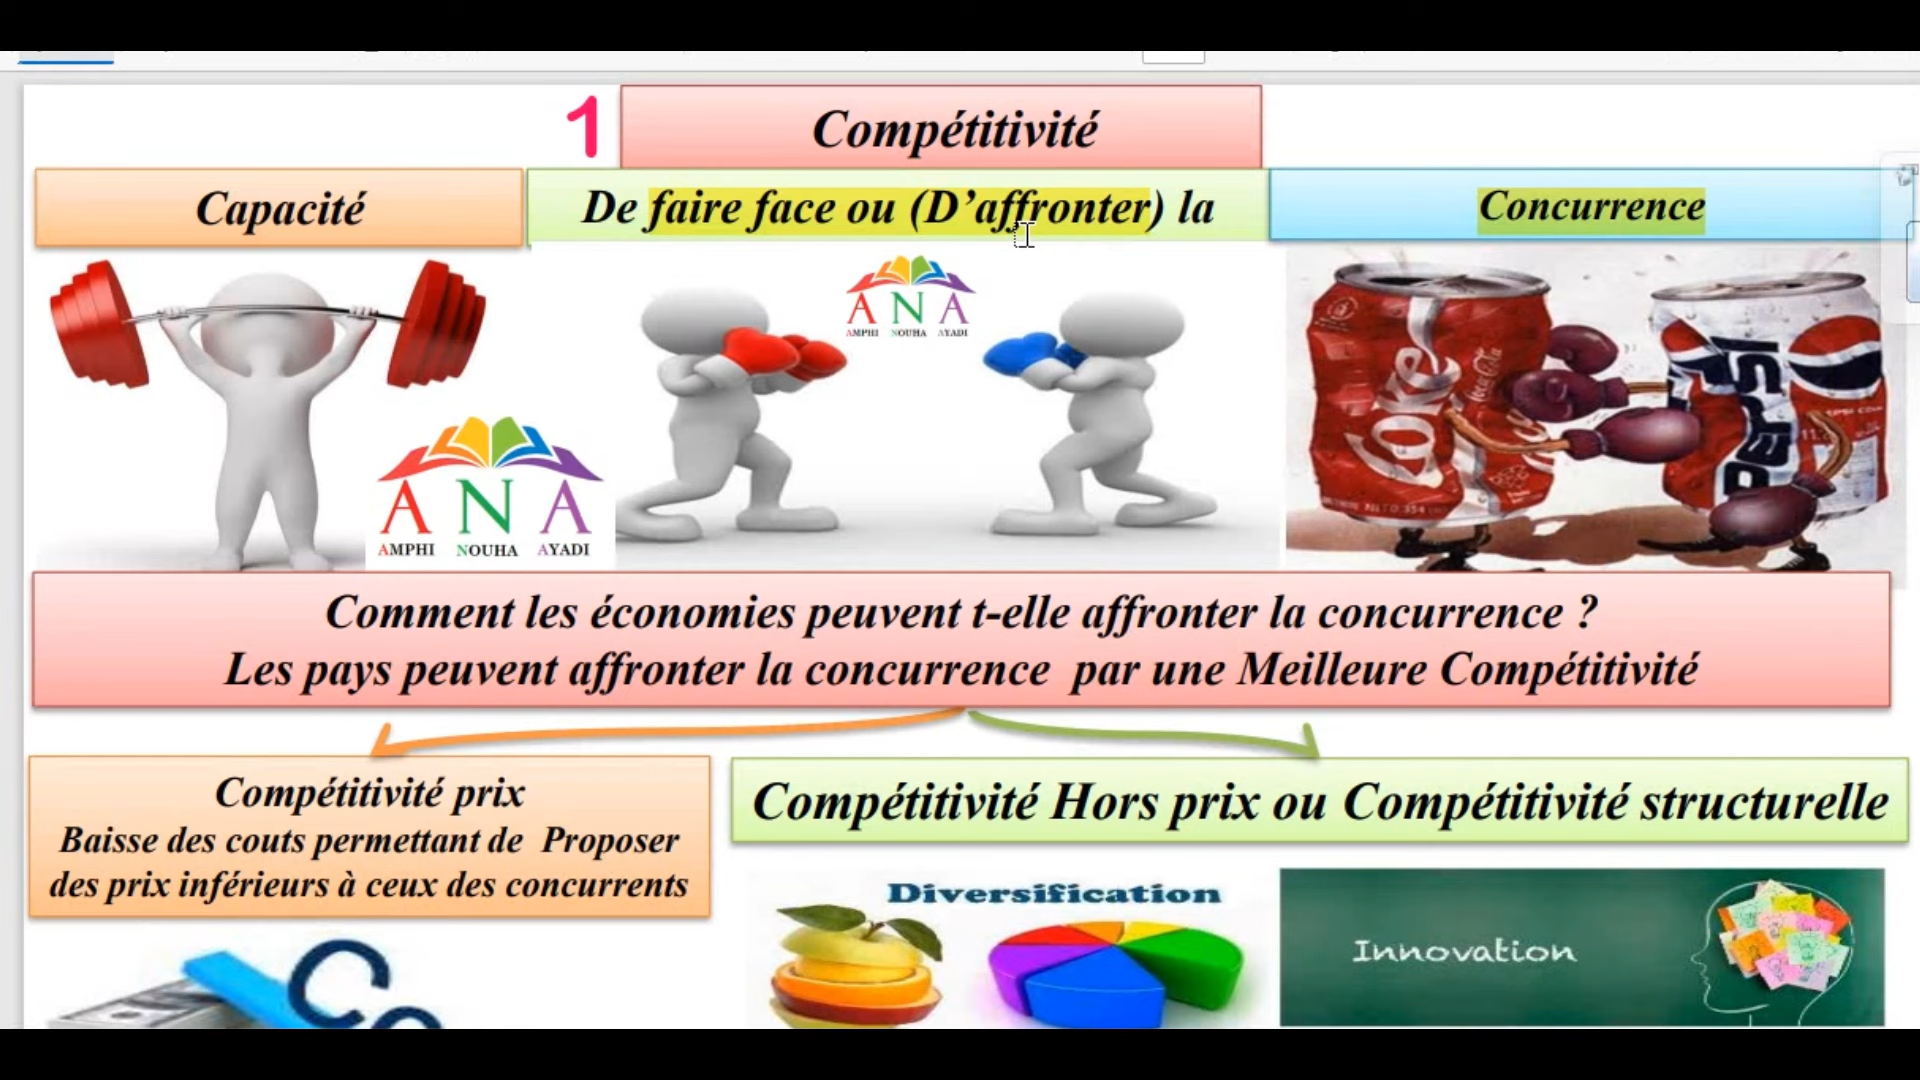 1
Compétitivité
Capacité
De faire face ou (D'affronter) la
Concurrence
A N A
AMPHI NOUHA AYADI
A N A
AMPHI NOUHA AYADI
Coke
Coca-Cola
PEPSI
Comment les économies peuvent t-elle affronter la concurrence ?
Les pays peuvent affronter la concurrence par une Meilleure Compétitivité
Compétitivité prix
Baisse des couts permettant de Proposer
des prix inférieurs à ceux des concurrents
Compétitivité Hors prix ou Compétitivité structurelle
Diversification
Innovation